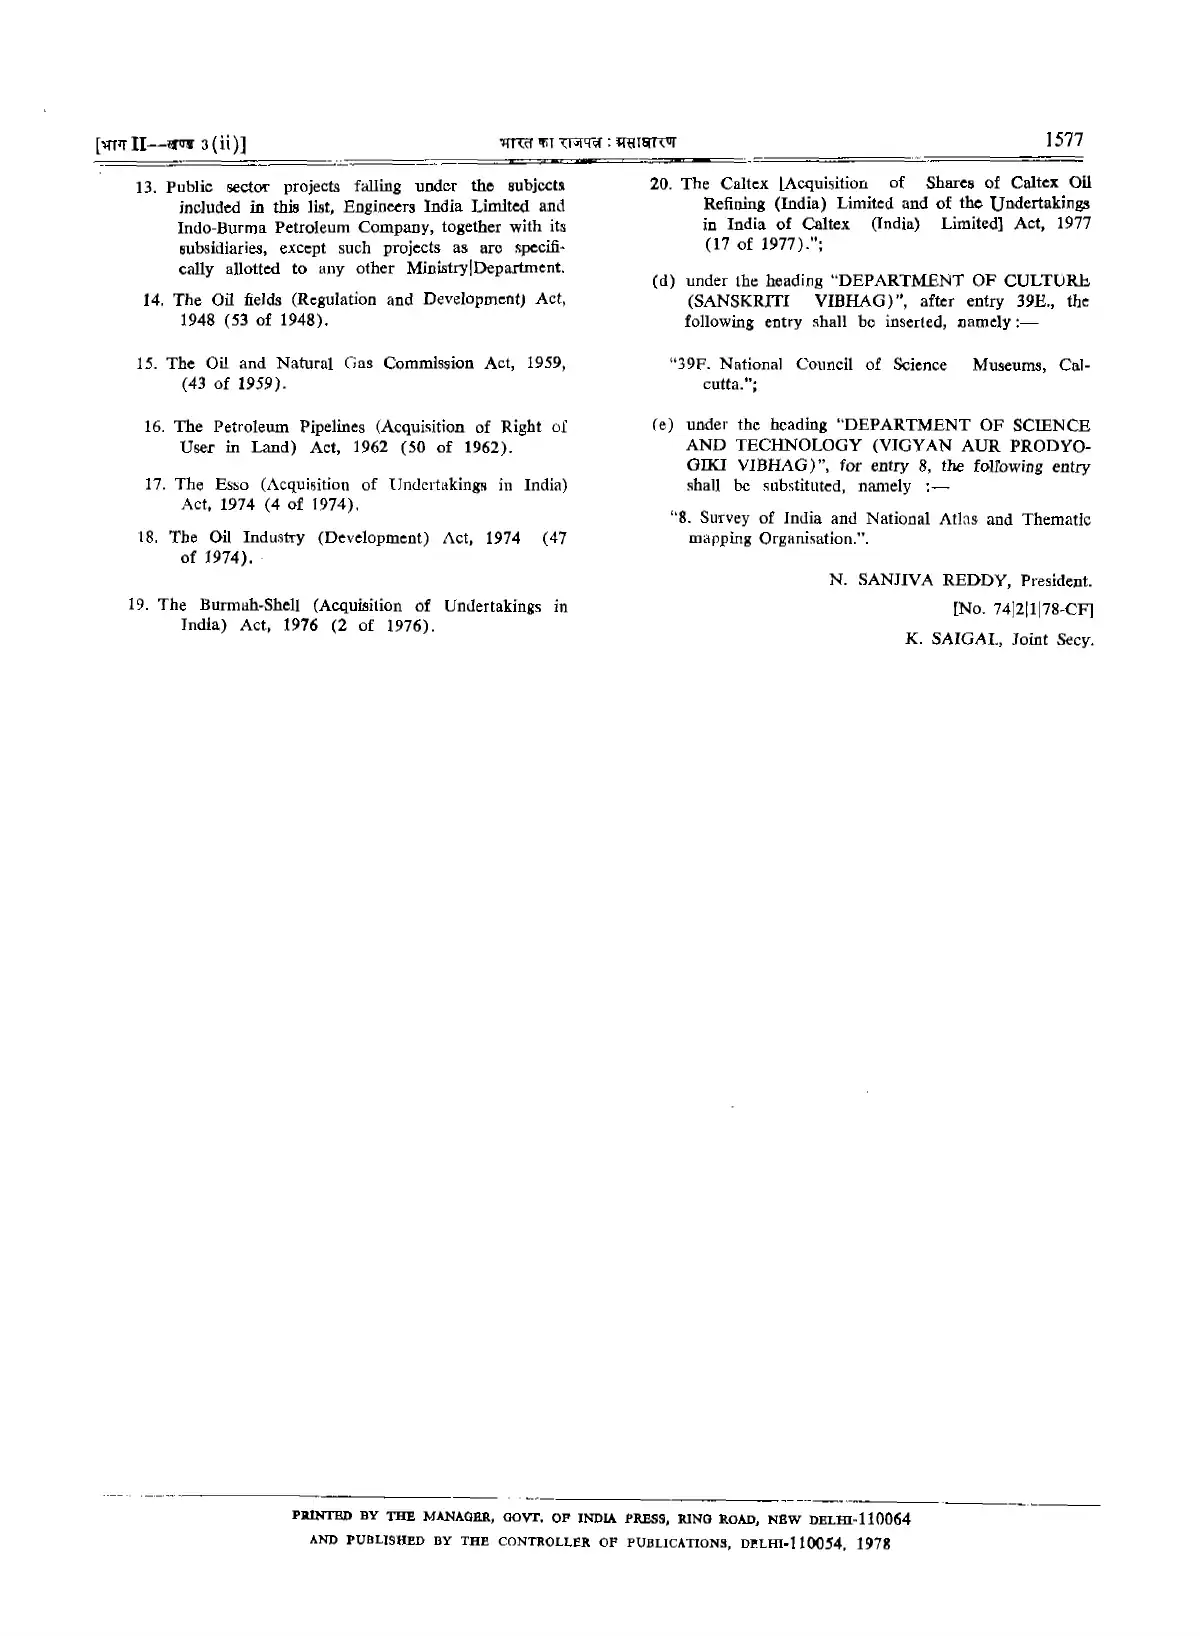 [भाग II--खण्ड 3(ii)]
भारत का राजपत्र : असाधारण
1577
13. Public sector projects falling under the subjects
included in this list, Engineers India Limited and
Indo-Burma Petroleum Company, together with its
subsidiaries, except such projects as are specifi-
cally allotted to any other Ministry|Department.
14. The Oil fields (Regulation and Development) Act,
1948 (53 of 1948).
15. The Oil and Natural Gas Commission Act, 1959,
(43 of 1959).
16. The Petroleum Pipelines (Acquisition of Right of
User in Land) Act, 1962 (50 of 1962).
17. The Esso (Acquisition of Undertakings in India)
Act, 1974 (4 of 1974).
18. The Oil Industry (Development) Act, 1974 (47
of 1974).
19. The Burmah-Shell (Acquisition of Undertakings in
India) Act, 1976 (2 of 1976).
20. The Caltex [Acquisition of Shares of Caltex Oil
Refining (India) Limited and of the Undertakings
in India of Caltex (India) Limited] Act, 1977
(17 of 1977).";
(d) under the heading "DEPARTMENT OF CULTURE
(SANSKRITI VIBHAG)", after entry 39E., the
following entry shall be inserted, namely :—
"39F. National Council of Science Museums, Cal-
cutta.";
(e) under the heading "DEPARTMENT OF SCIENCE
AND TECHNOLOGY (VIGYAN AUR PRODYO-
GIKI VIBHAG)", for entry 8, the following entry
shall be substituted, namely :—
"8. Survey of India and National Atlas and Thematic
mapping Organisation.".
N. SANJIVA REDDY, President.
[No. 74|2|1|78-CF]
K. SAIGAL, Joint Secy.
PRINTED BY THE MANAGER, GOVT. OF INDIA PRESS, RING ROAD, NEW DELHI-110064
AND PUBLISHED BY THE CONTROLLER OF PUBLICATIONS, DELHI-110054, 1978